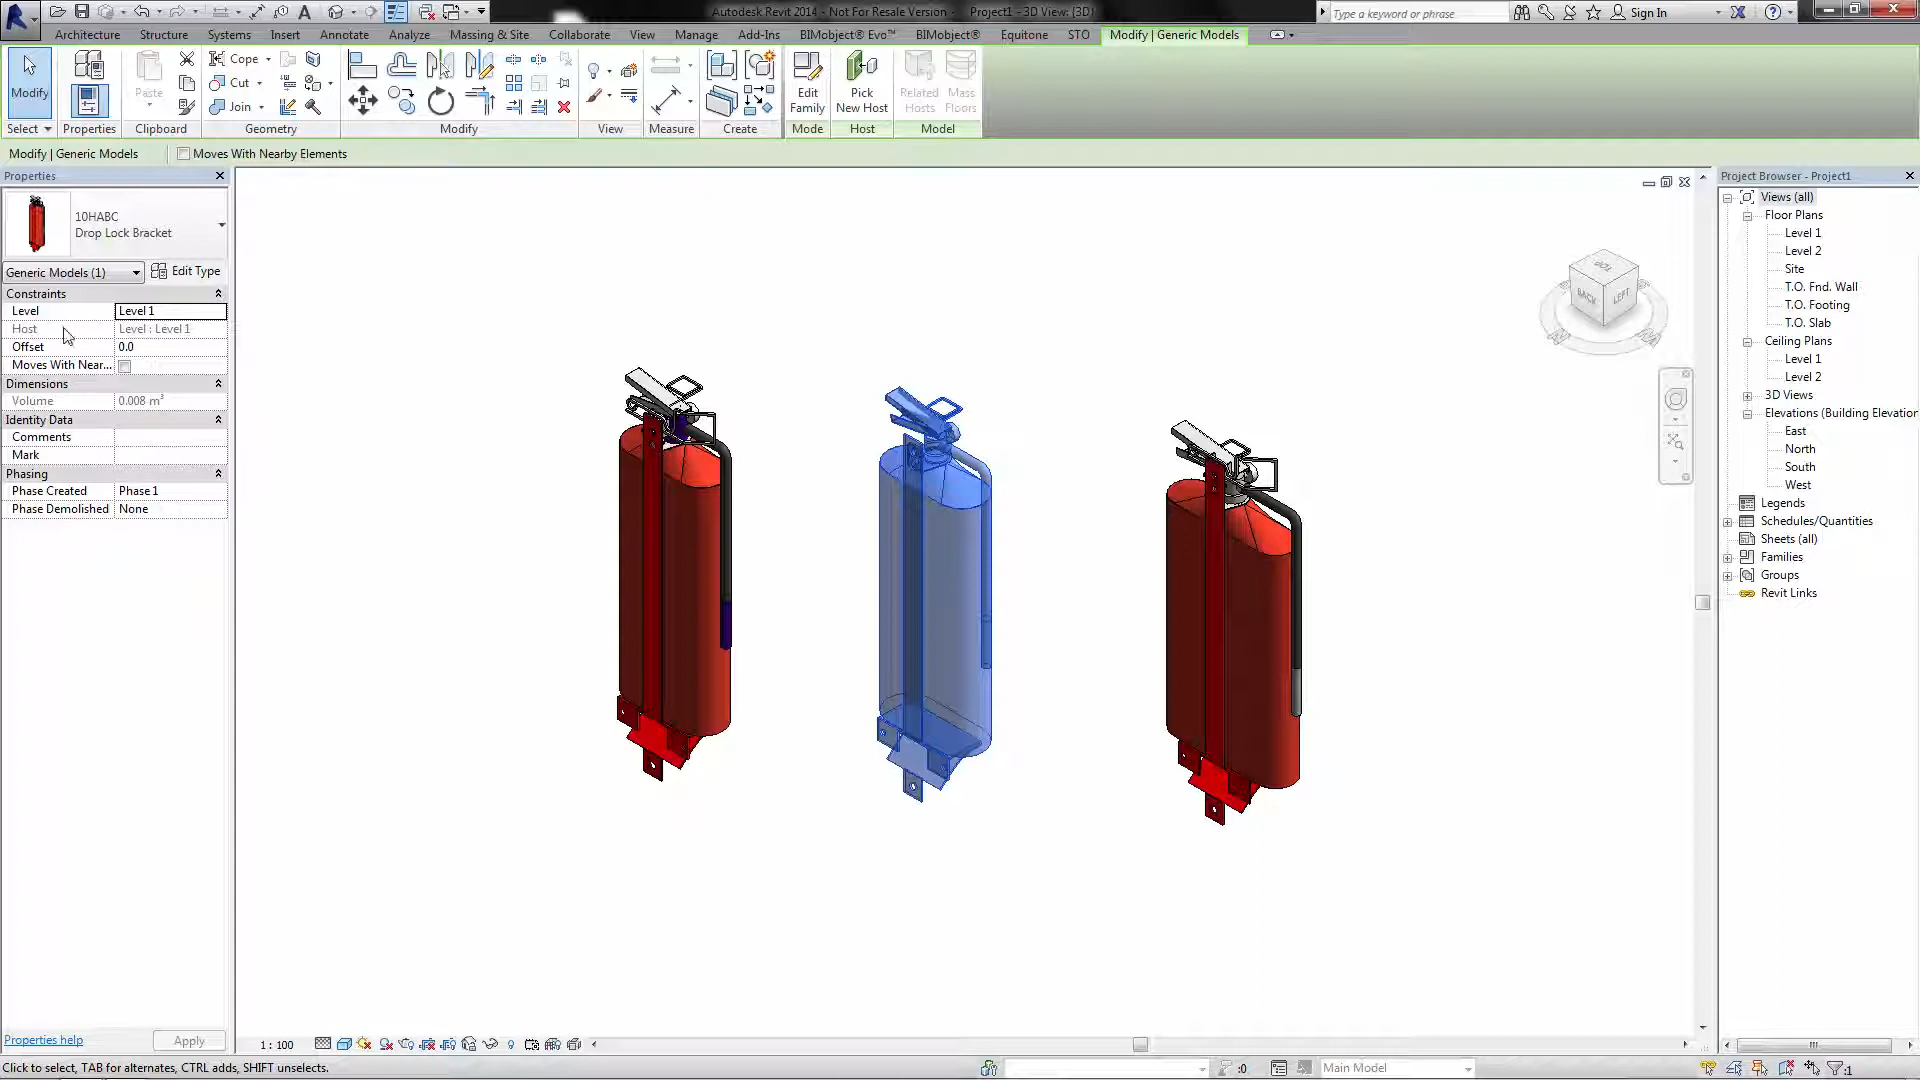 Autodesk Revit 2014 - Not For Resale Version - Project1 - 3D View: {3D}
Type a keyword or phrase
Sign In
Architecture Structure Systems Insert Annotate Analyze Massing & Site Collaborate View Manage Add-Ins BIMobject® Evo™ BIMobject® Equitone STO Modify | Generic Models
Modify
Paste
Cope
Cut
Join
Edit Family
Pick New Host
Related Hosts
Mass Floors
Select Properties Clipboard Geometry Modify View Measure Create Mode Host Model
Modify | Generic Models Moves With Nearby Elements
Properties
10HABC
Drop Lock Bracket
Generic Models (1) Edit Type
Constraints
Level Level 1
Host Level : Level 1
Offset 0.0
Moves With Near...
Dimensions
Volume 0.008 m³
Identity Data
Comments
Mark
Phasing
Phase Created Phase 1
Phase Demolished None
Properties help Apply
TOP
BACK
LEFT
Project Browser - Project1
Views (all)
Floor Plans
Level 1
Level 2
Site
T.O. Fnd. Wall
T.O. Footing
T.O. Slab
Ceiling Plans
Level 1
Level 2
3D Views
Elevations (Building Elevation
East
North
South
West
Legends
Schedules/Quantities
Sheets (all)
Families
Groups
Revit Links
1 : 100
Click to select, TAB for alternates, CTRL adds, SHIFT unselects.
:0
Main Model
:1